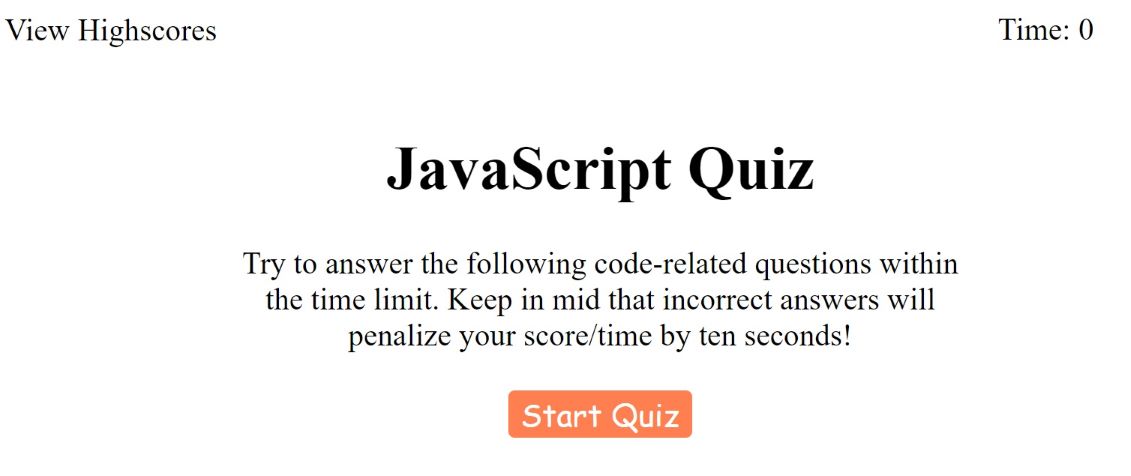 View Highscores
Time: 0
JavaScript Quiz
Try to answer the following code-related questions within
the time limit. Keep in mid that incorrect answers will
penalize your score/time by ten seconds!
Start Quiz